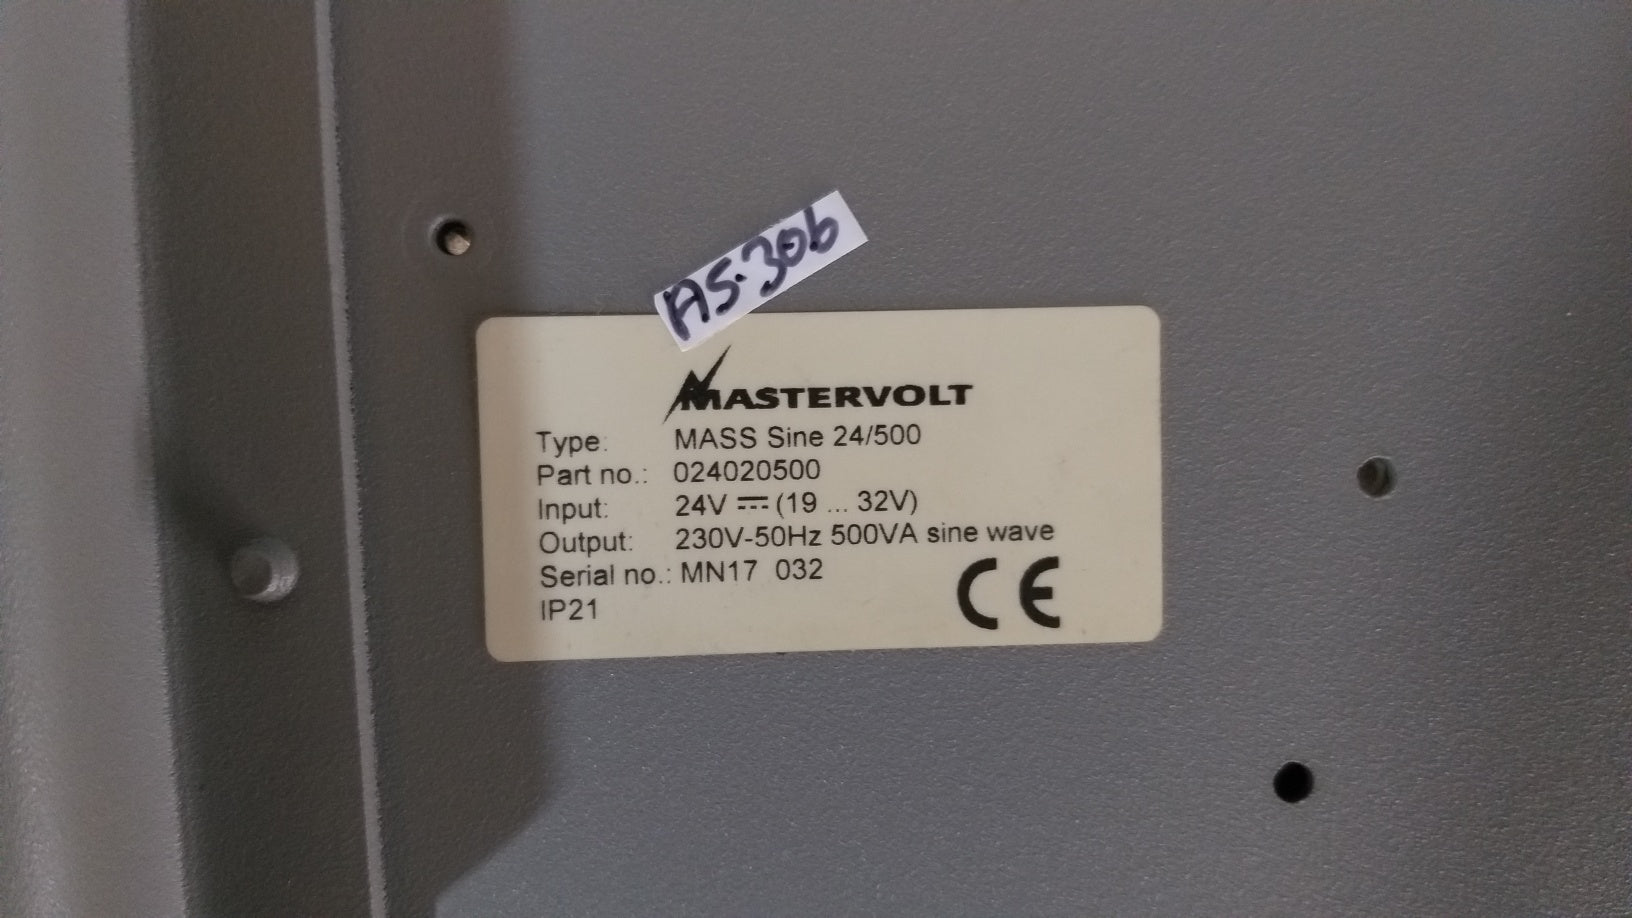 AS-306
MASTERVOLT
Type: MASS Sine 24/500
Part no.: 024020500
Input: 24V ⎓ (19 ... 32V)
Output: 230V-50Hz 500VA sine wave
Serial no.: MN17 032
IP21
CE